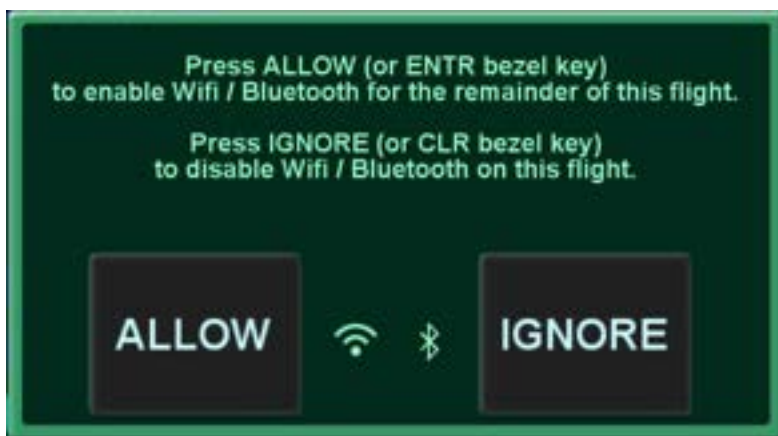 Press ALLOW (or ENTR bezel key)
to enable Wifi / Bluetooth for the remainder of this flight.
Press IGNORE (or CLR bezel key)
to disable Wifi / Bluetooth on this flight.
ALLOW
IGNORE